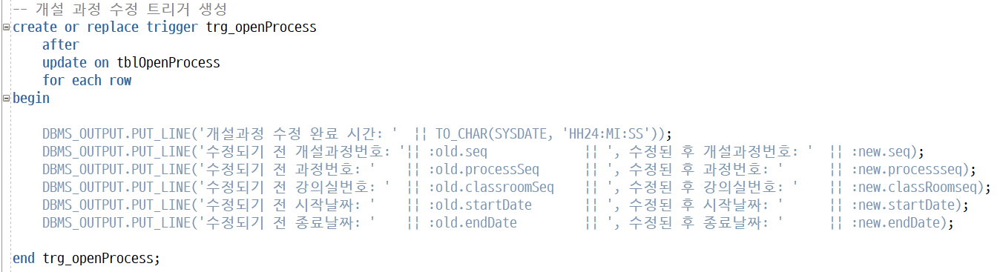 -- 개설 과정 수정 트리거 생성
create or replace trigger trg_openProcess
    after
    update on tblOpenProcess
    for each row
begin
    DBMS_OUTPUT.PUT_LINE('개설과정 수정 완료 시간: '  || TO_CHAR(SYSDATE, 'HH24:MI:SS'));
    DBMS_OUTPUT.PUT_LINE('수정되기 전 개설과정번호: '|| :old.seq             || ', 수정된 후 개설과정번호: '  || :new.seq);
    DBMS_OUTPUT.PUT_LINE('수정되기 전 과정번호: '    || :old.processSeq      || ', 수정된 후 과정번호: '      || :new.processseq);
    DBMS_OUTPUT.PUT_LINE('수정되기 전 강의실번호: '  || :old.classroomSeq    || ', 수정된 후 강의실번호: '    || :new.classRoomseq);
    DBMS_OUTPUT.PUT_LINE('수정되기 전 시작날짜: '    || :old.startDate       || ', 수정된 후 시작날짜: '      || :new.startDate);
    DBMS_OUTPUT.PUT_LINE('수정되기 전 종료날짜: '    || :old.endDate         || ', 수정된 후 종료날짜: '      || :new.endDate);
end trg_openProcess;